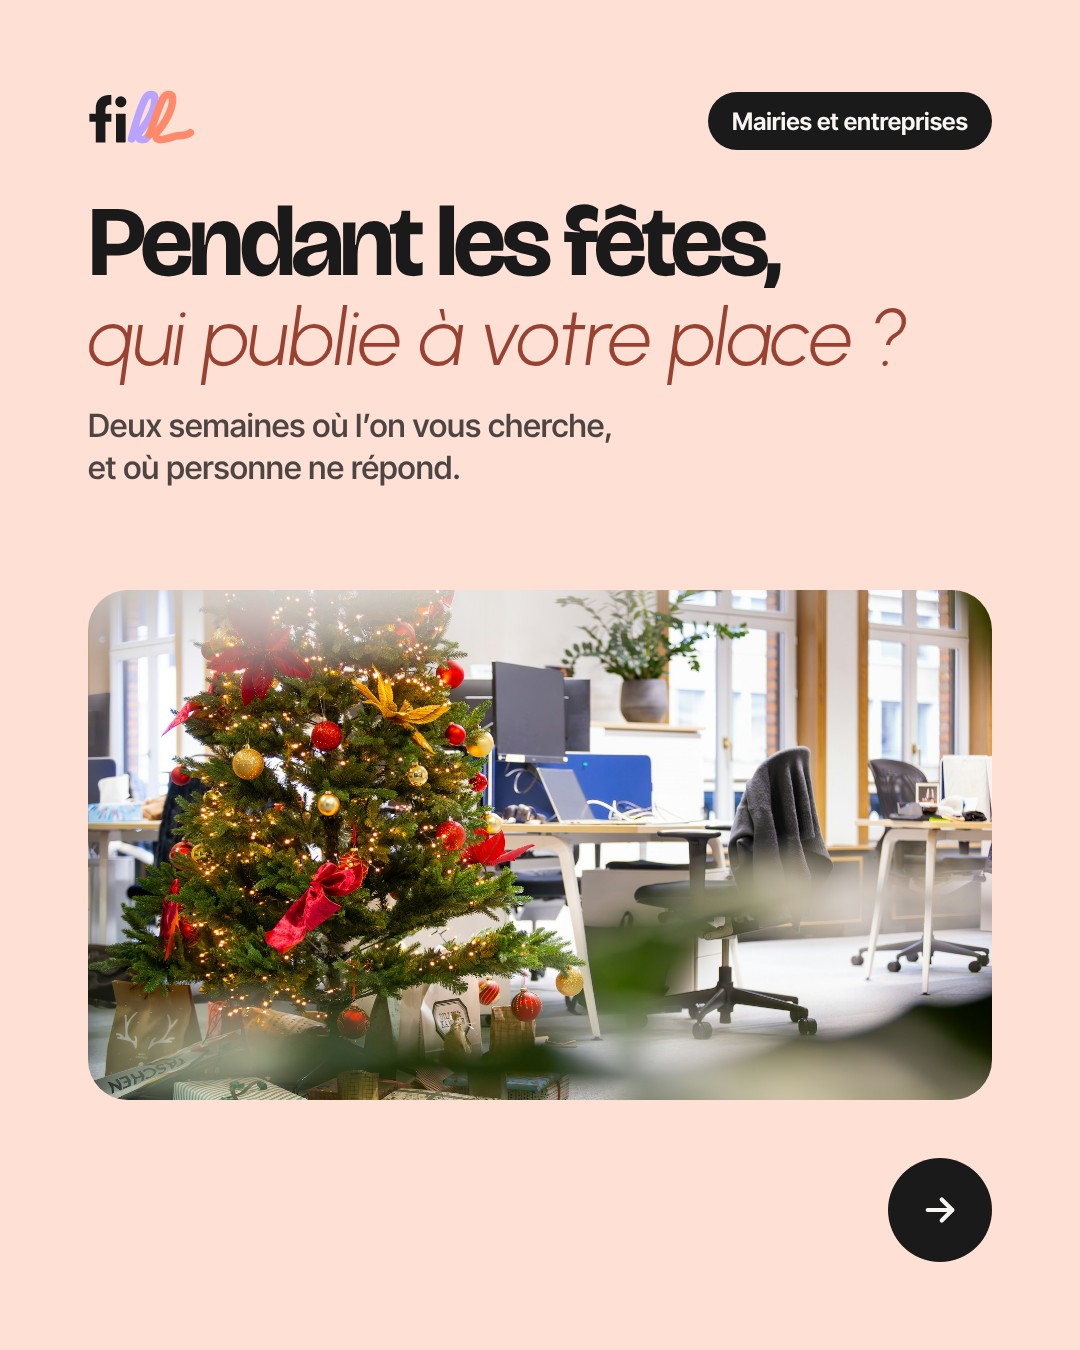 fill
Mairies et entreprises
Pendant les fêtes,
qui publie à votre place ?
Deux semaines où l’on vous cherche,
et où personne ne répond.
TASCHEN